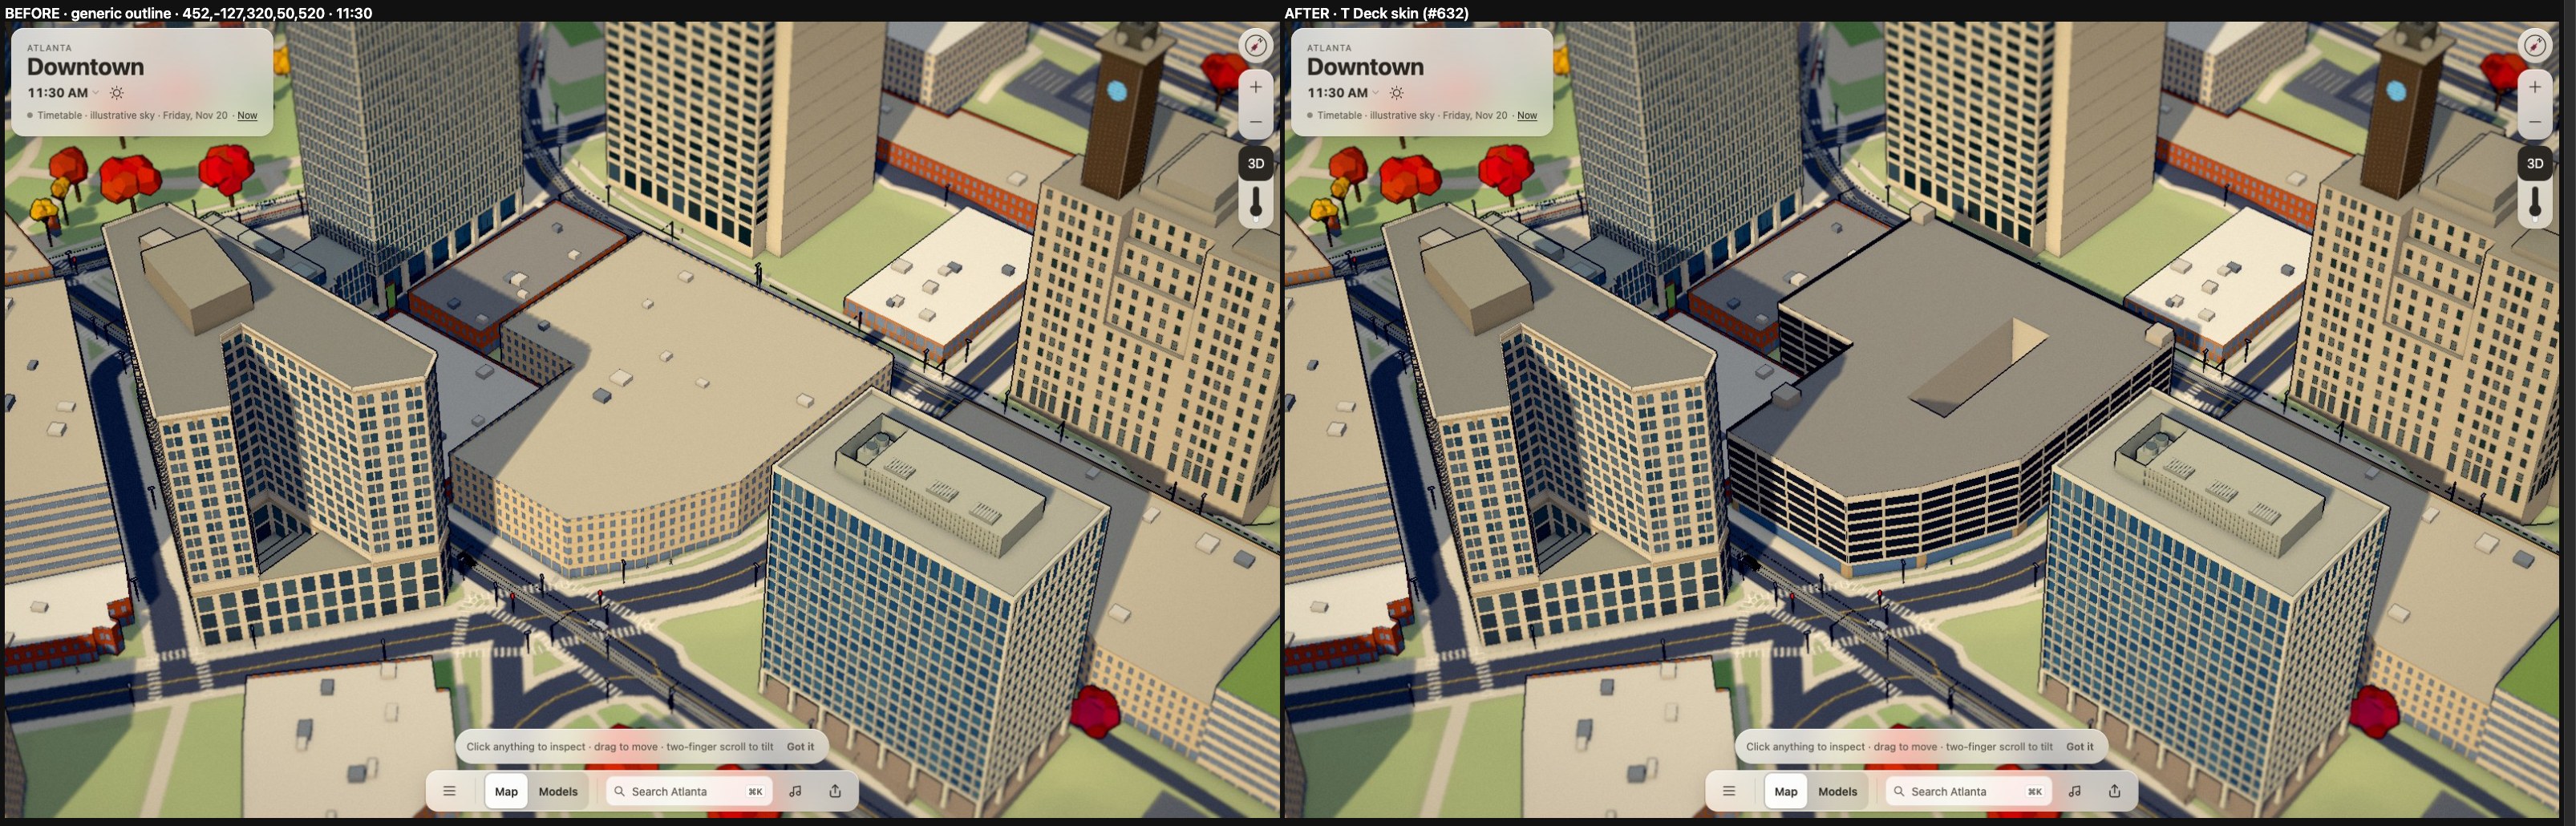 BEFORE · generic outline · 452,-127,320,50,520 · 11:30
ATLANTA
Downtown
11:30 AM
Timetable · illustrative sky · Friday, Nov 20 · Now
+
−
3D
Click anything to inspect · drag to move · two-finger scroll to tilt Got it
Map Models Search Atlanta ⌘K
AFTER · T Deck skin (#632)
ATLANTA
Downtown
11:30 AM
Timetable · illustrative sky · Friday, Nov 20 · Now
+
−
3D
Click anything to inspect · drag to move · two-finger scroll to tilt Got it
Map Models Search Atlanta ⌘K